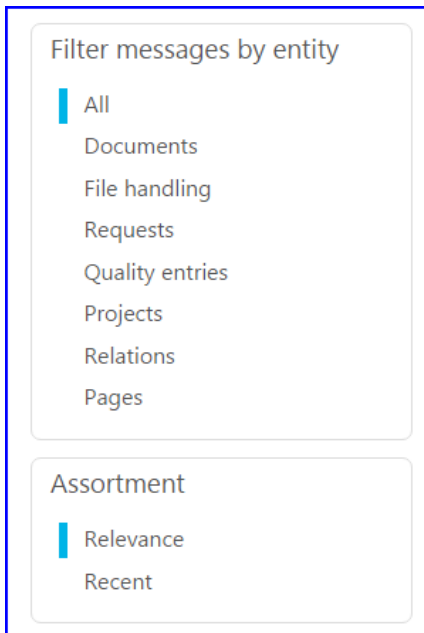 Filter messages by entity
All
Documents
File handling
Requests
Quality entries
Projects
Relations
Pages
Assortment
Relevance
Recent